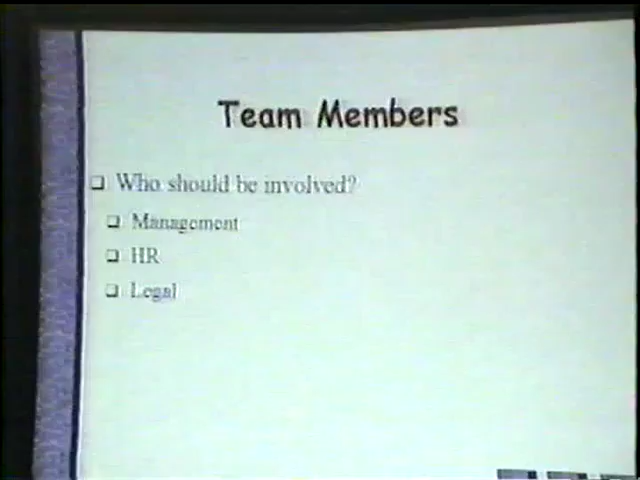 Team Members
Who should be involved?
Management
HR
Legal